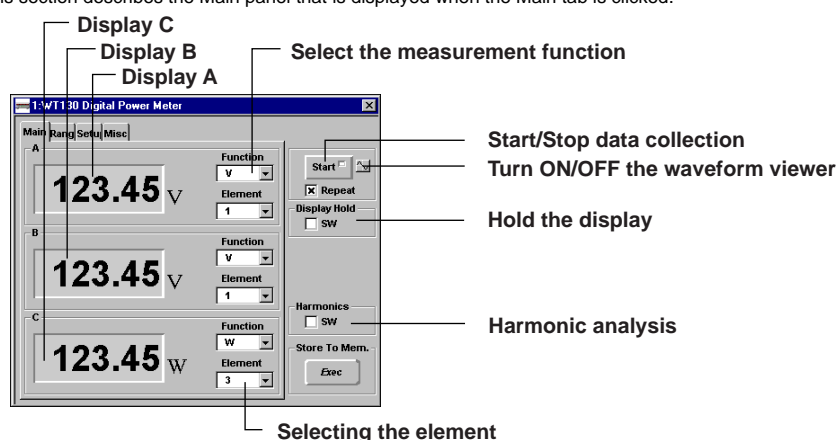 s section describes the Main panel that is displayed when the Main tab is clicked.
Display C
Display B
Select the measurement function
Display A
1:WT130 Digital Power Meter
Main Rang Setu Misc
A
123.45 V
Function
V
Element
1
Start
Repeat
Start/Stop data collection
Turn ON/OFF the waveform viewer
Display Hold
SW
Hold the display
B
123.45 V
Function
V
Element
1
Harmonics
SW
Harmonic analysis
C
123.45 W
Function
W
Element
3
Store To Mem.
Exec
Selecting the element